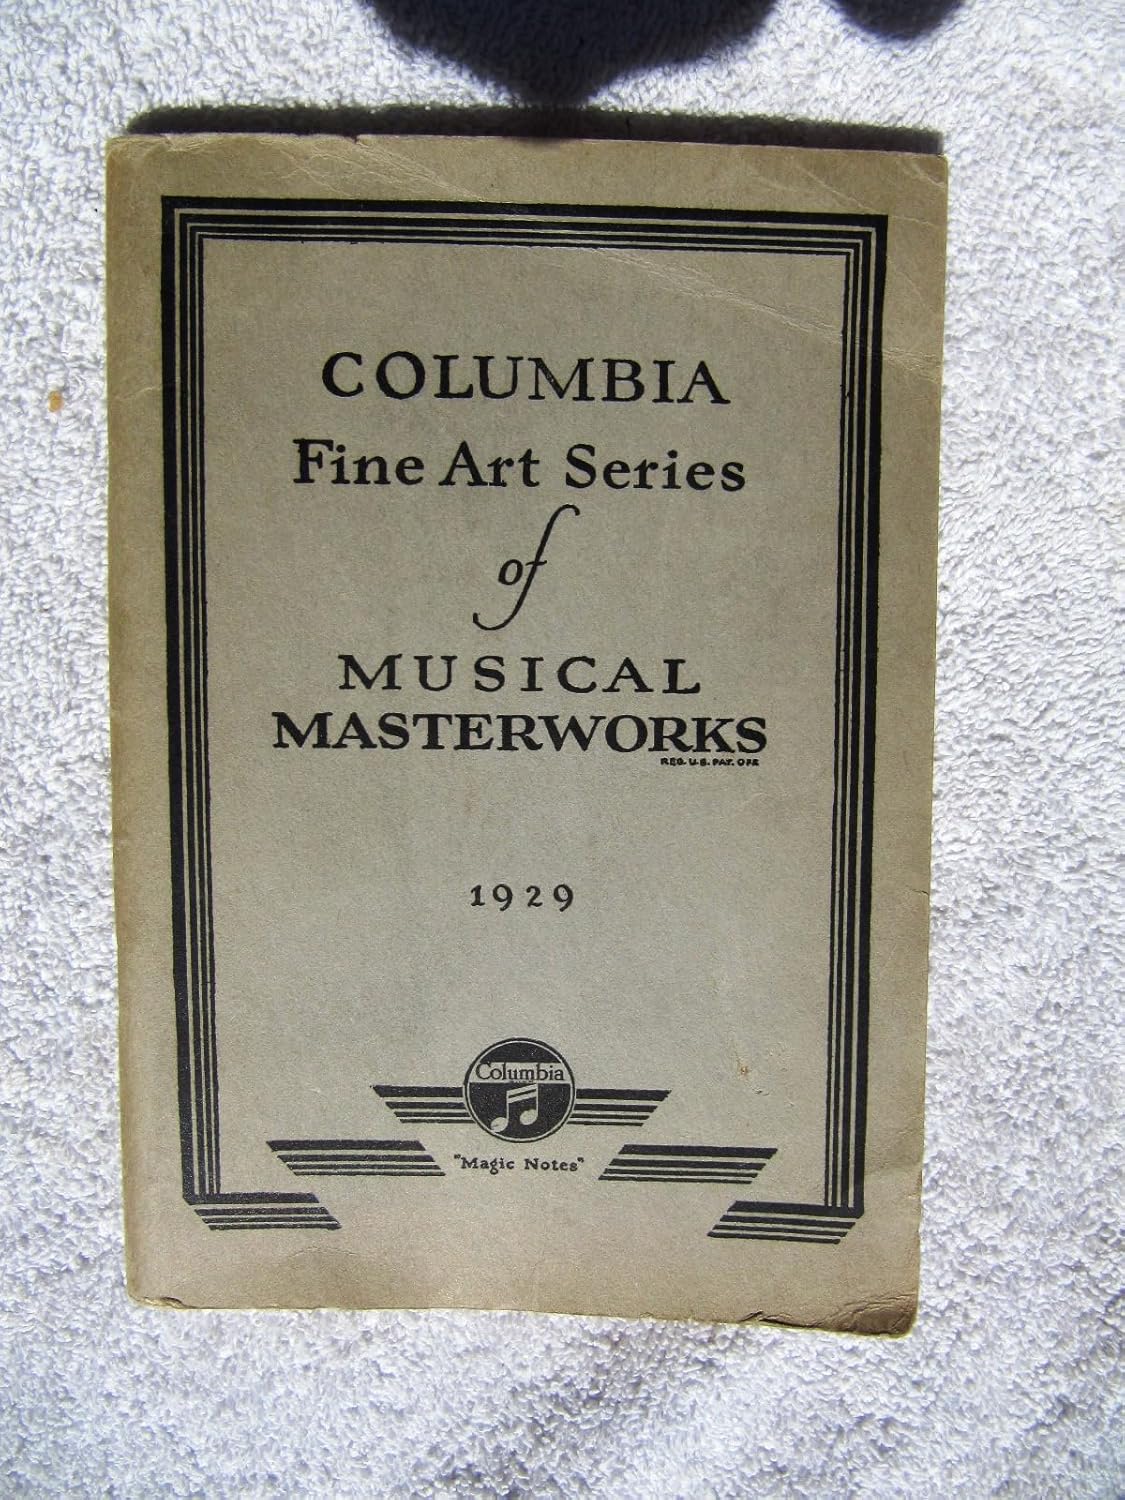 COLUMBIA
Fine Art Series
of
MUSICAL
MASTERWORKS
REG. U.S. PAT. OFF.
1929
Columbia
"Magic Notes"